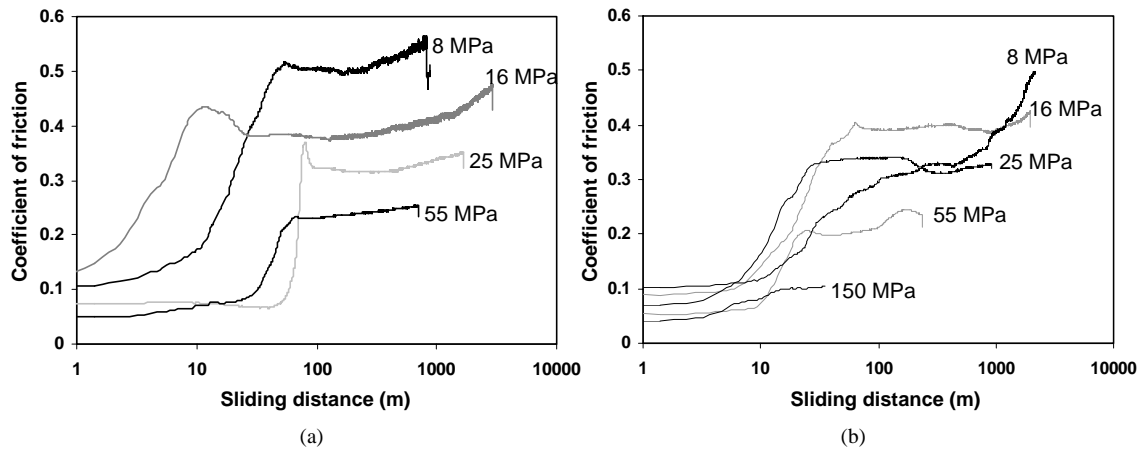 0.6
0.5
0.4
0.3
0.2
0.1
0
Coefficient of friction
8 MPa
16 MPa
25 MPa
55 MPa
1 10 100 1000 10000
Sliding distance (m)
(a)
0.6
0.5
0.4
0.3
0.2
0.1
0
Coefficient of friction
8 MPa
16 MPa
25 MPa
55 MPa
150 MPa
1 10 100 1000 10000
Sliding distance (m)
(b)